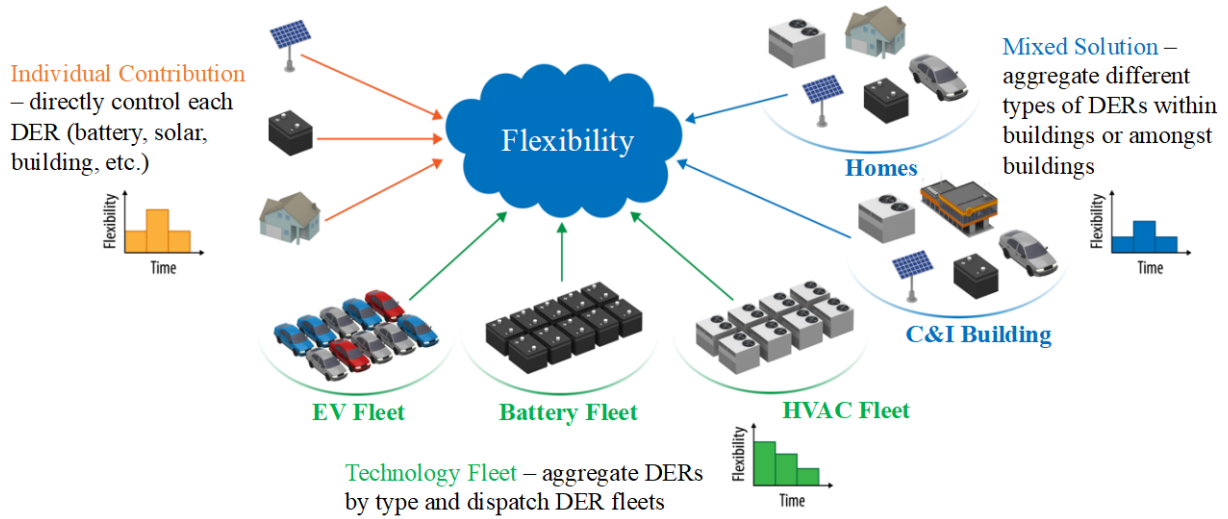 Individual Contribution
– directly control each
DER (battery, solar,
building, etc.)
Flexibility
Time
Flexibility
Mixed Solution –
aggregate different
types of DERs within
buildings or amongst
buildings
Flexibility
Time
Homes
C&I Building
EV Fleet
Battery Fleet
HVAC Fleet
Technology Fleet – aggregate DERs
by type and dispatch DER fleets
Flexibility
Time